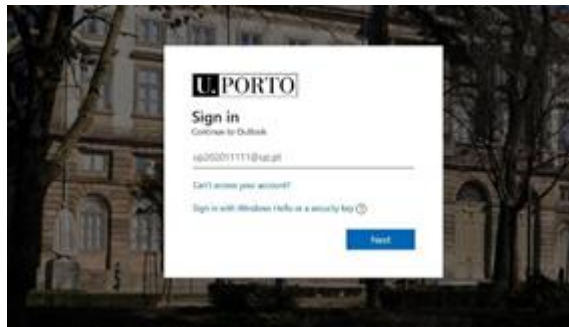 U. PORTO
Sign in
Continue to Outlook
up202011111@up.pt
Can't access your account?
Sign in with Windows Hello or a security key
Next